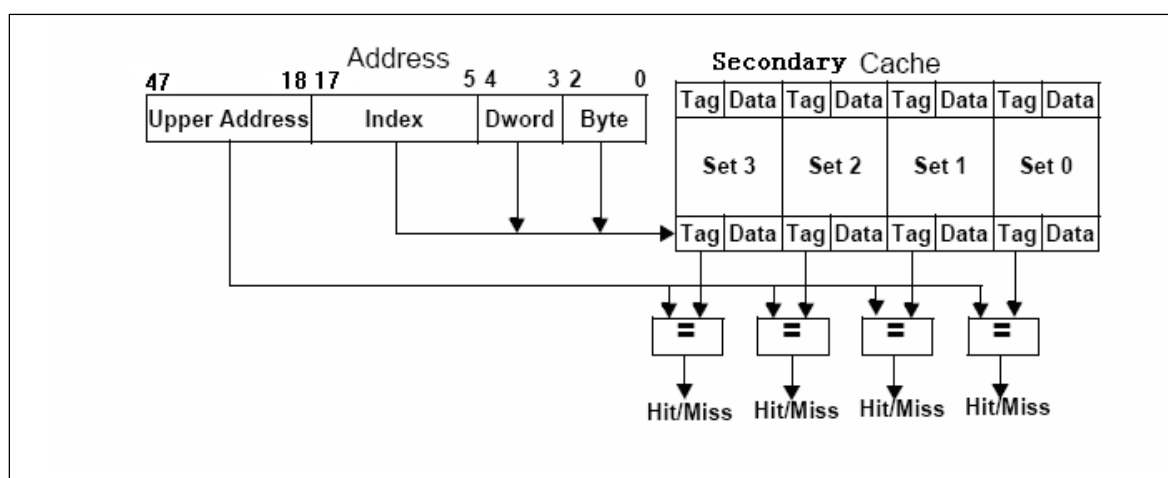 Address
47 18 17 5 4 3 2 0
Upper Address Index Dword Byte
Secondary Cache
Tag Data Tag Data Tag Data Tag Data
Set 3 Set 2 Set 1 Set 0
Tag Data Tag Data Tag Data Tag Data
= = = =
Hit/Miss Hit/Miss Hit/Miss Hit/Miss